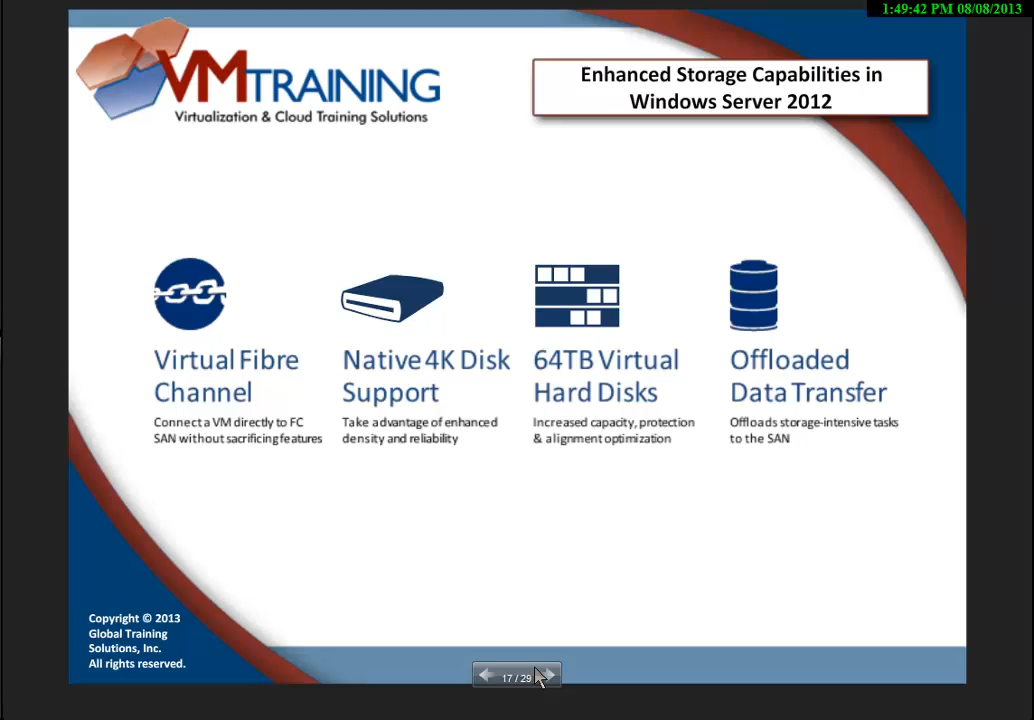 1:49:42 PM 08/08/2013
VMTRAINING
Virtualization & Cloud Training Solutions
Enhanced Storage Capabilities in
Windows Server 2012
Virtual Fibre
Channel
Connect a VM directly to FC
SAN without sacrificing features
Native 4K Disk
Support
Take advantage of enhanced
density and reliability
64TB Virtual
Hard Disks
Increased capacity, protection
& alignment optimization
Offloaded
Data Transfer
Offloads storage-intensive tasks
to the SAN
Copyright © 2013
Global Training
Solutions, Inc.
All rights reserved.
17 / 29